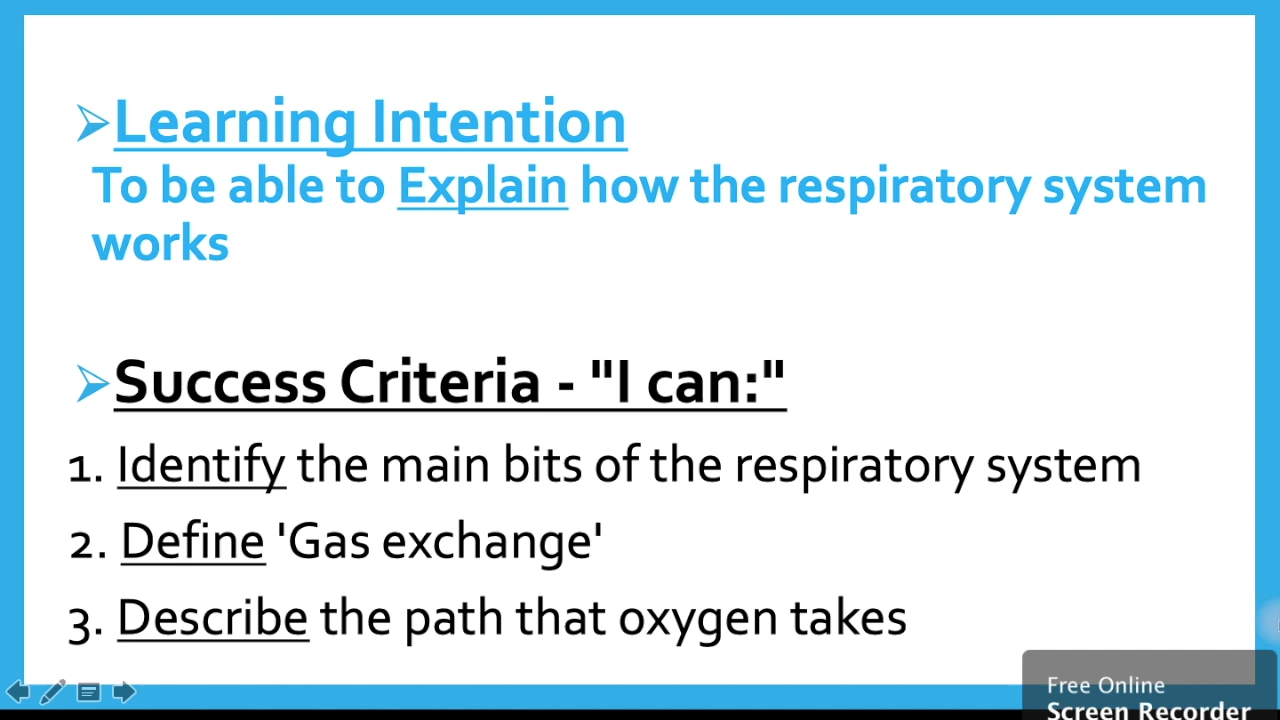 Learning Intention
To be able to Explain how the respiratory system
works
Success Criteria - "I can:"
1. Identify the main bits of the respiratory system
2. Define 'Gas exchange'
3. Describe the path that oxygen takes
Free Online
Screen Recorder